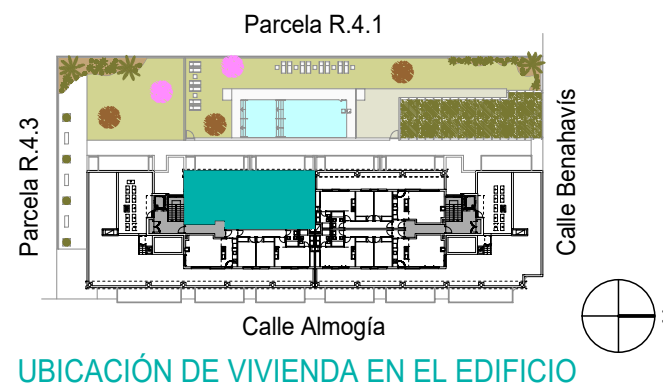 Parcela R.4.1
Parcela R.4.3
Calle Benahavís
Calle Almogía
UBICACIÓN DE VIVIENDA EN EL EDIFICIO